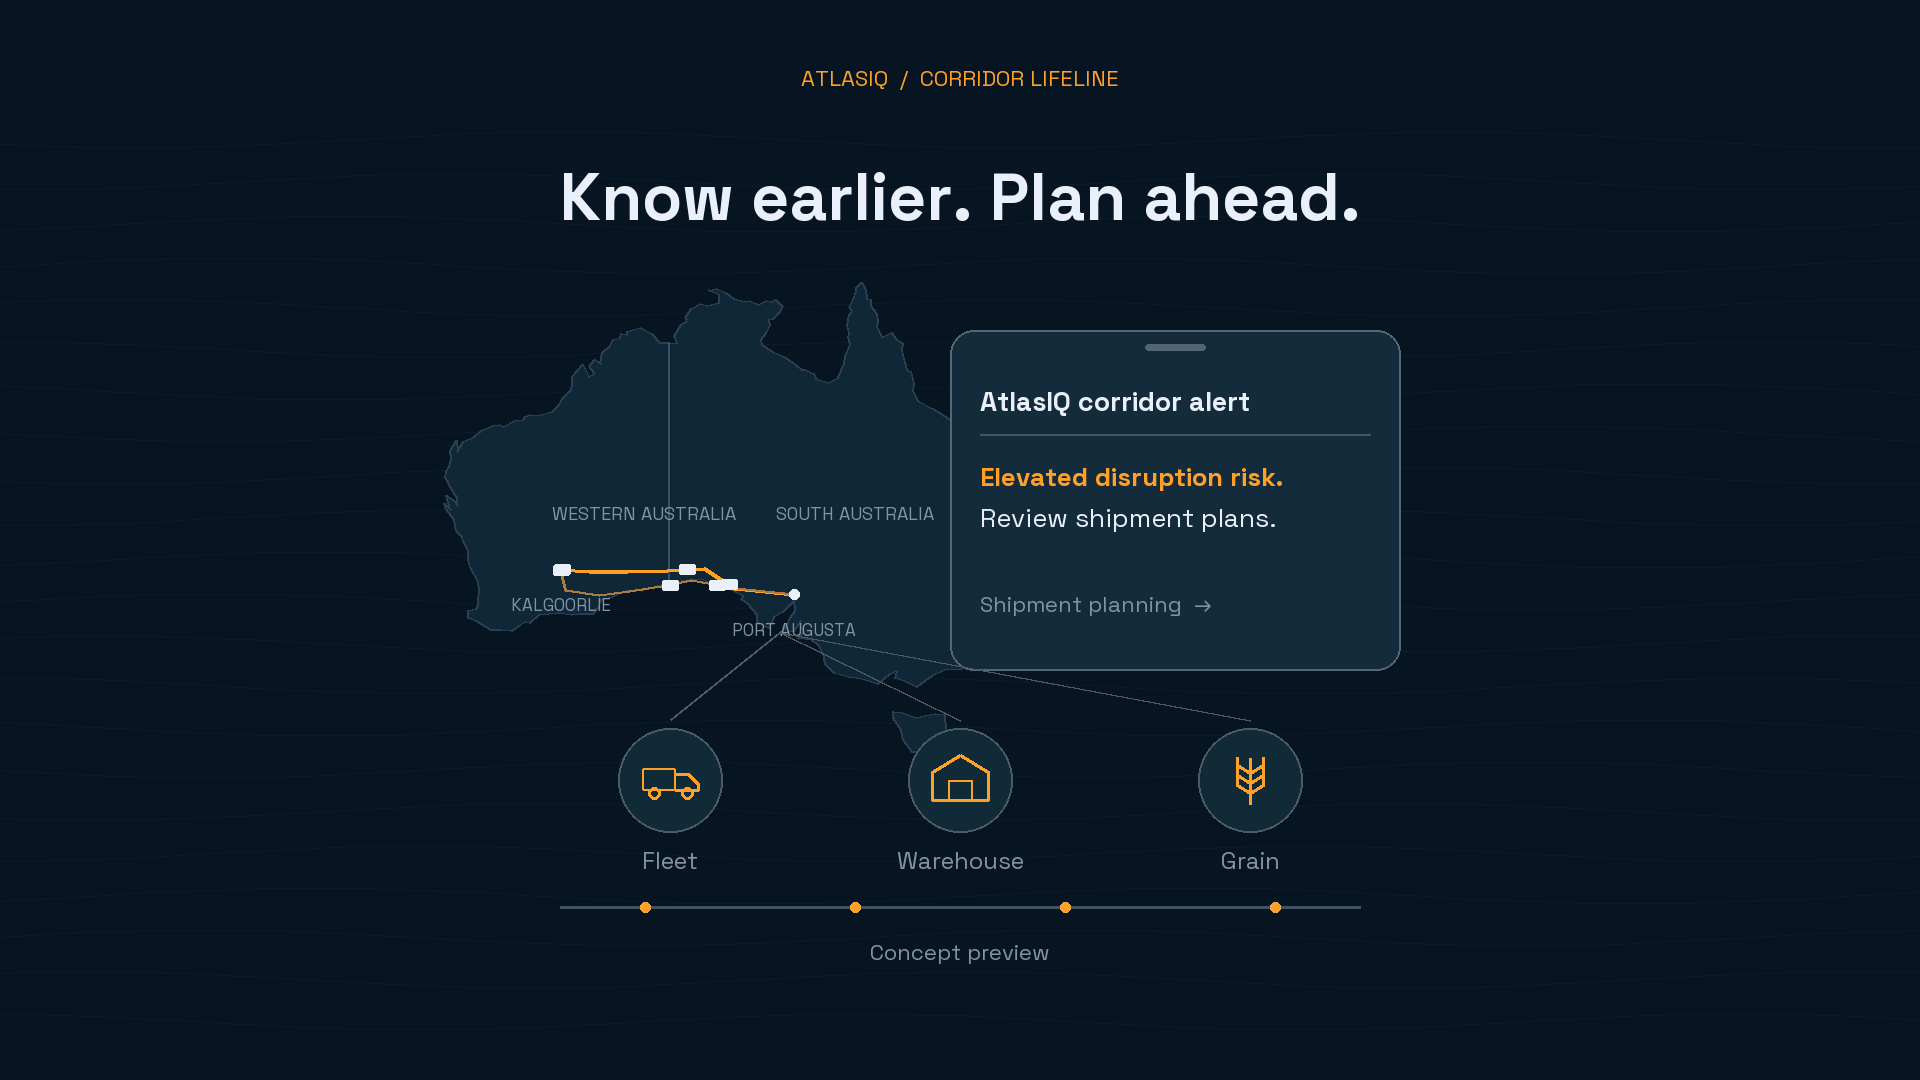 ATLASIQ / CORRIDOR LIFELINE
Know earlier. Plan ahead.
AtlasIQ corridor alert
Elevated disruption risk.
Review shipment plans.
Shipment planning →
WESTERN AUSTRALIA
SOUTH AUSTRALIA
KALGOORLIE
PORT AUGUSTA
Fleet
Warehouse
Grain
Concept preview